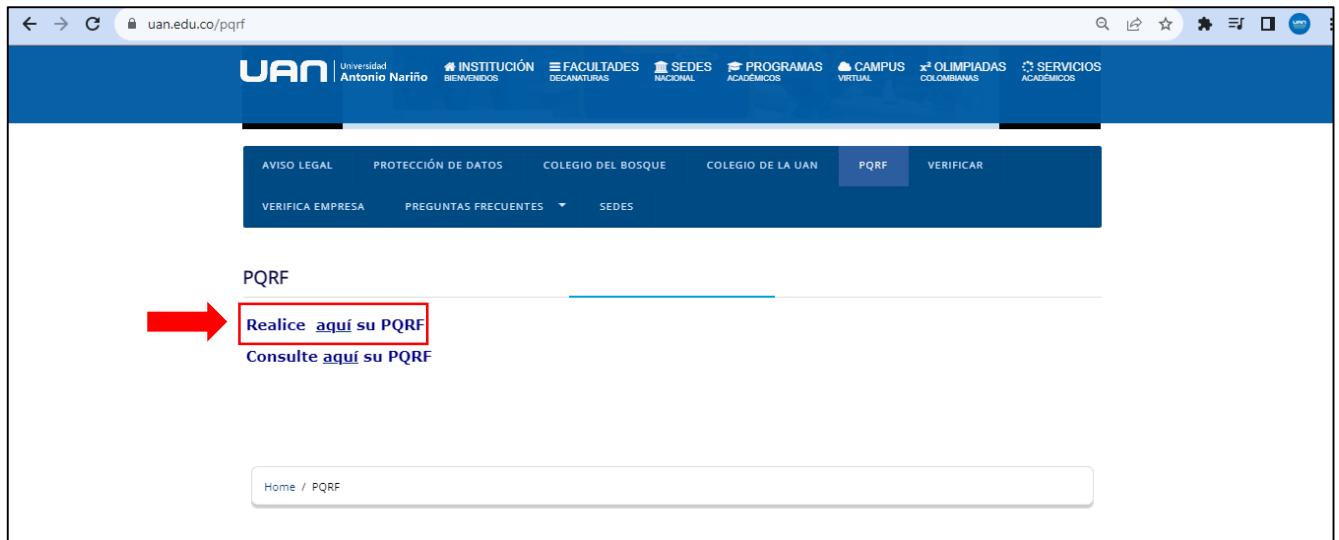 uan.edu.co/pqrf
UAN Universidad Antonio Nariño
INSTITUCIÓN BIENVENIDOS
FACULTADES DECANATURAS
SEDES NACIONAL
PROGRAMAS ACADÉMICOS
CAMPUS VIRTUAL
x² OLIMPIADAS COLOMBIANAS
SERVICIOS ACADÉMICOS
AVISO LEGAL PROTECCIÓN DE DATOS COLEGIO DEL BOSQUE COLEGIO DE LA UAN PQRF VERIFICAR
VERIFICA EMPRESA PREGUNTAS FRECUENTES SEDES
PQRF
Realice aquí su PQRF
Consulte aquí su PQRF
Home / PQRF